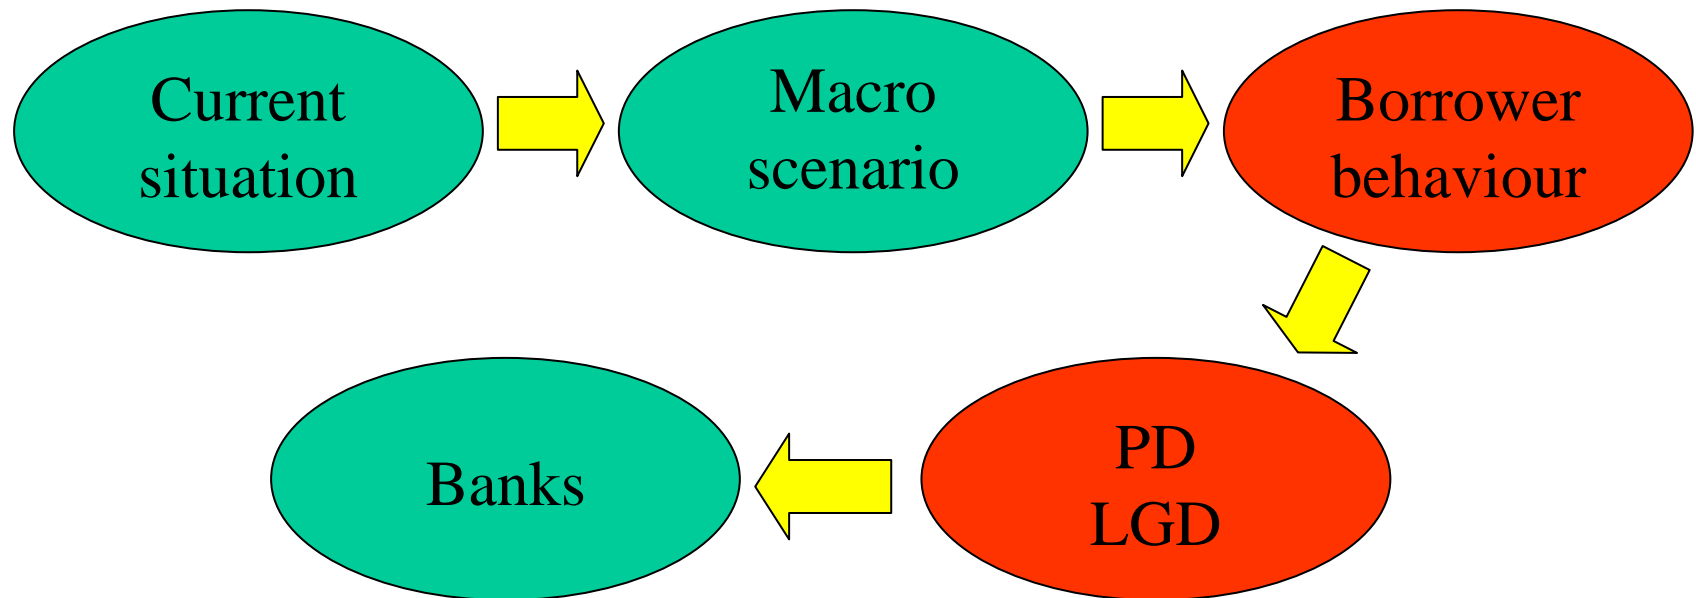 Current
situation
Macro
scenario
Borrower
behaviour
PD
LGD
Banks